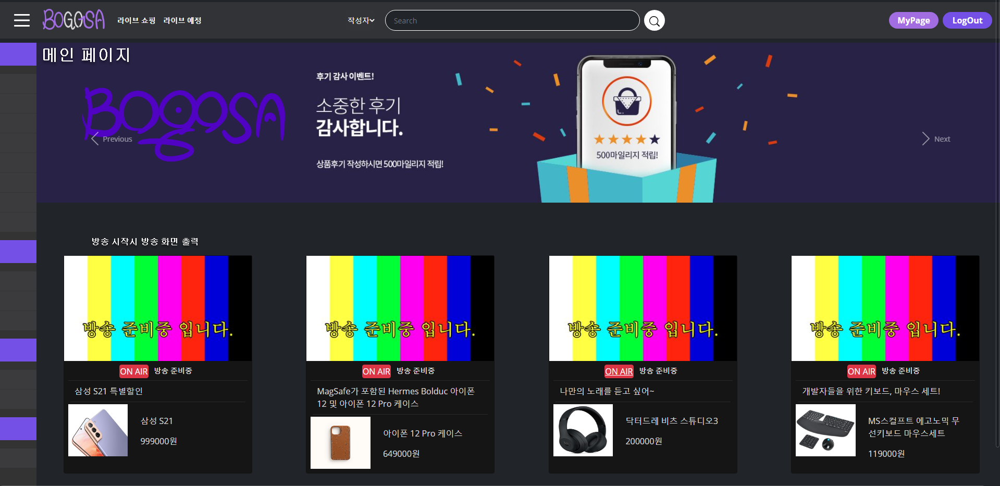 BOGOSA
라이브 쇼핑 라이브 예정
작성자
Search
MyPage
LogOut
메인 페이지
BOGOSA
후기 감사 이벤트!
소중한 후기
감사합니다.
상품후기 작성하시면 500마일리지 적립!
500마일리지 적립!
Previous
Next
방송 시작시 방송 화면 출력
방송 준비중 입니다.
ON AIR 방송 준비중
삼성 S21 특별할인
삼성 S21
999000원
방송 준비중 입니다.
ON AIR 방송 준비중
MagSafe가 포함된 Hermes Bolduc 아이폰
12 및 아이폰 12 Pro 케이스
아이폰 12 Pro 케이스
649000원
방송 준비중 입니다.
ON AIR 방송 준비중
나만의 노래를 듣고 싶어~
닥터드레 비츠 스튜디오3
200000원
방송 준비중 입니다.
ON AIR 방송 준비중
개발자들을 위한 키보드, 마우스 세트!
MS스컬프트 에고노믹 무
선키보드 마우스세트
119000원